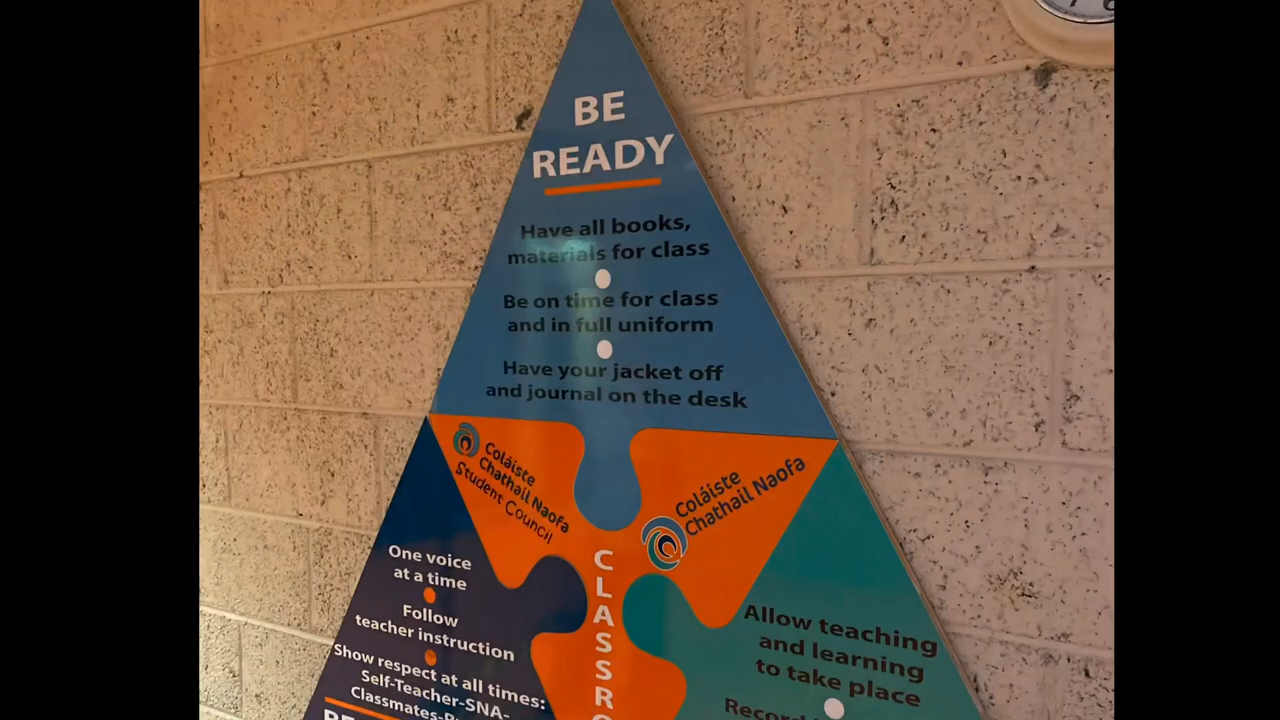 BE
READY
Have all books,
materials for class
Be on time for class
and in full uniform
Have your jacket off
and journal on the desk
Coláiste
Chathail Naofa
Student Council
Coláiste
Chathail Naofa
One voice
at a time
Follow
teacher instruction
Show respect at all times:
Self-Teacher-SNA-
CLASSR
Allow teaching
and learning
to take place